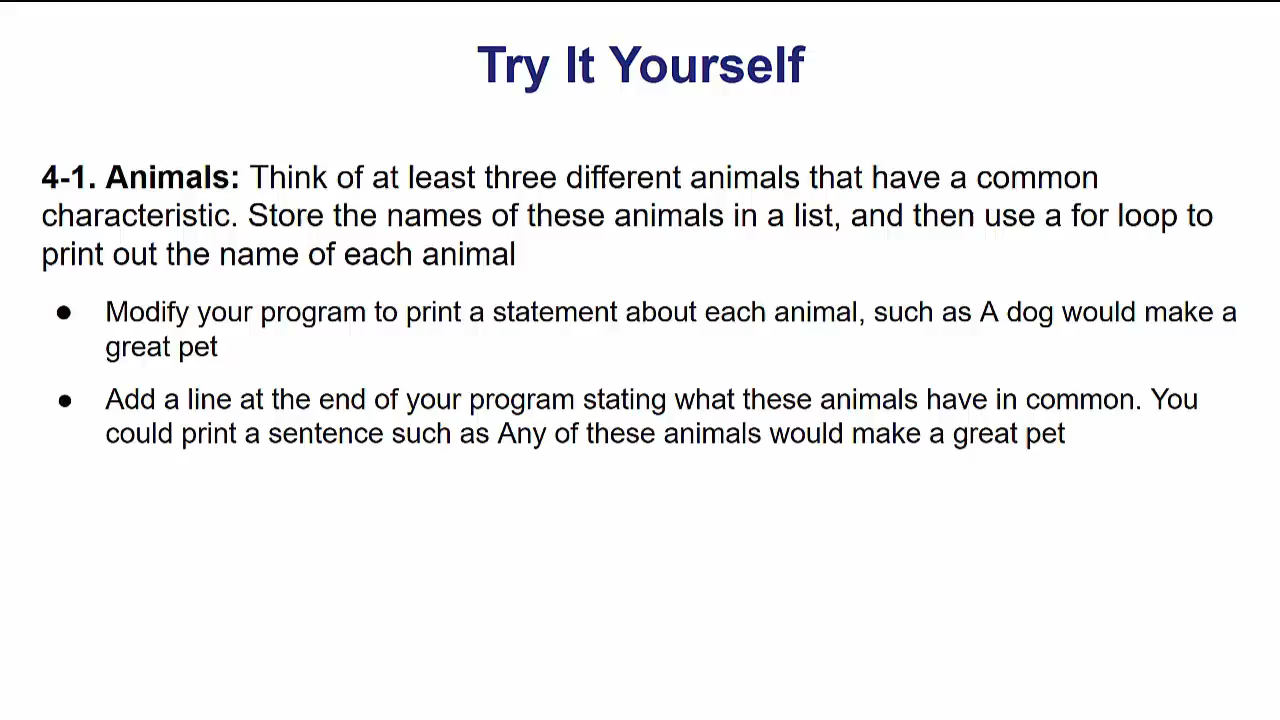 Try It Yourself
4-1. Animals: Think of at least three different animals that have a common
characteristic. Store the names of these animals in a list, and then use a for loop to
print out the name of each animal
● Modify your program to print a statement about each animal, such as A dog would make a
great pet
● Add a line at the end of your program stating what these animals have in common. You
could print a sentence such as Any of these animals would make a great pet